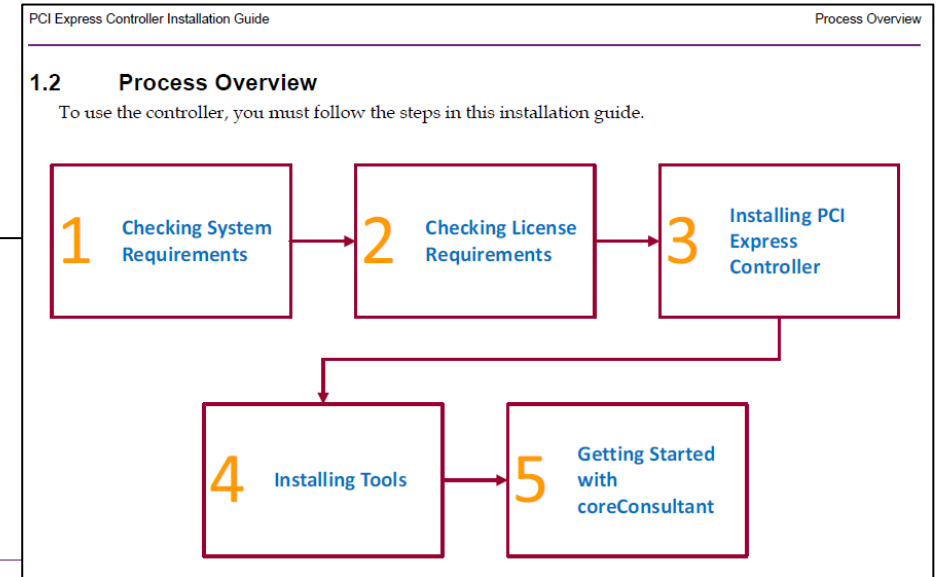 PCI Express Controller Installation Guide
Process Overview
1.2 Process Overview
To use the controller, you must follow the steps in this installation guide.
1
Checking System
Requirements
2
Checking License
Requirements
3
Installing PCI
Express
Controller
4
Installing Tools
5
Getting Started
with
coreConsultant